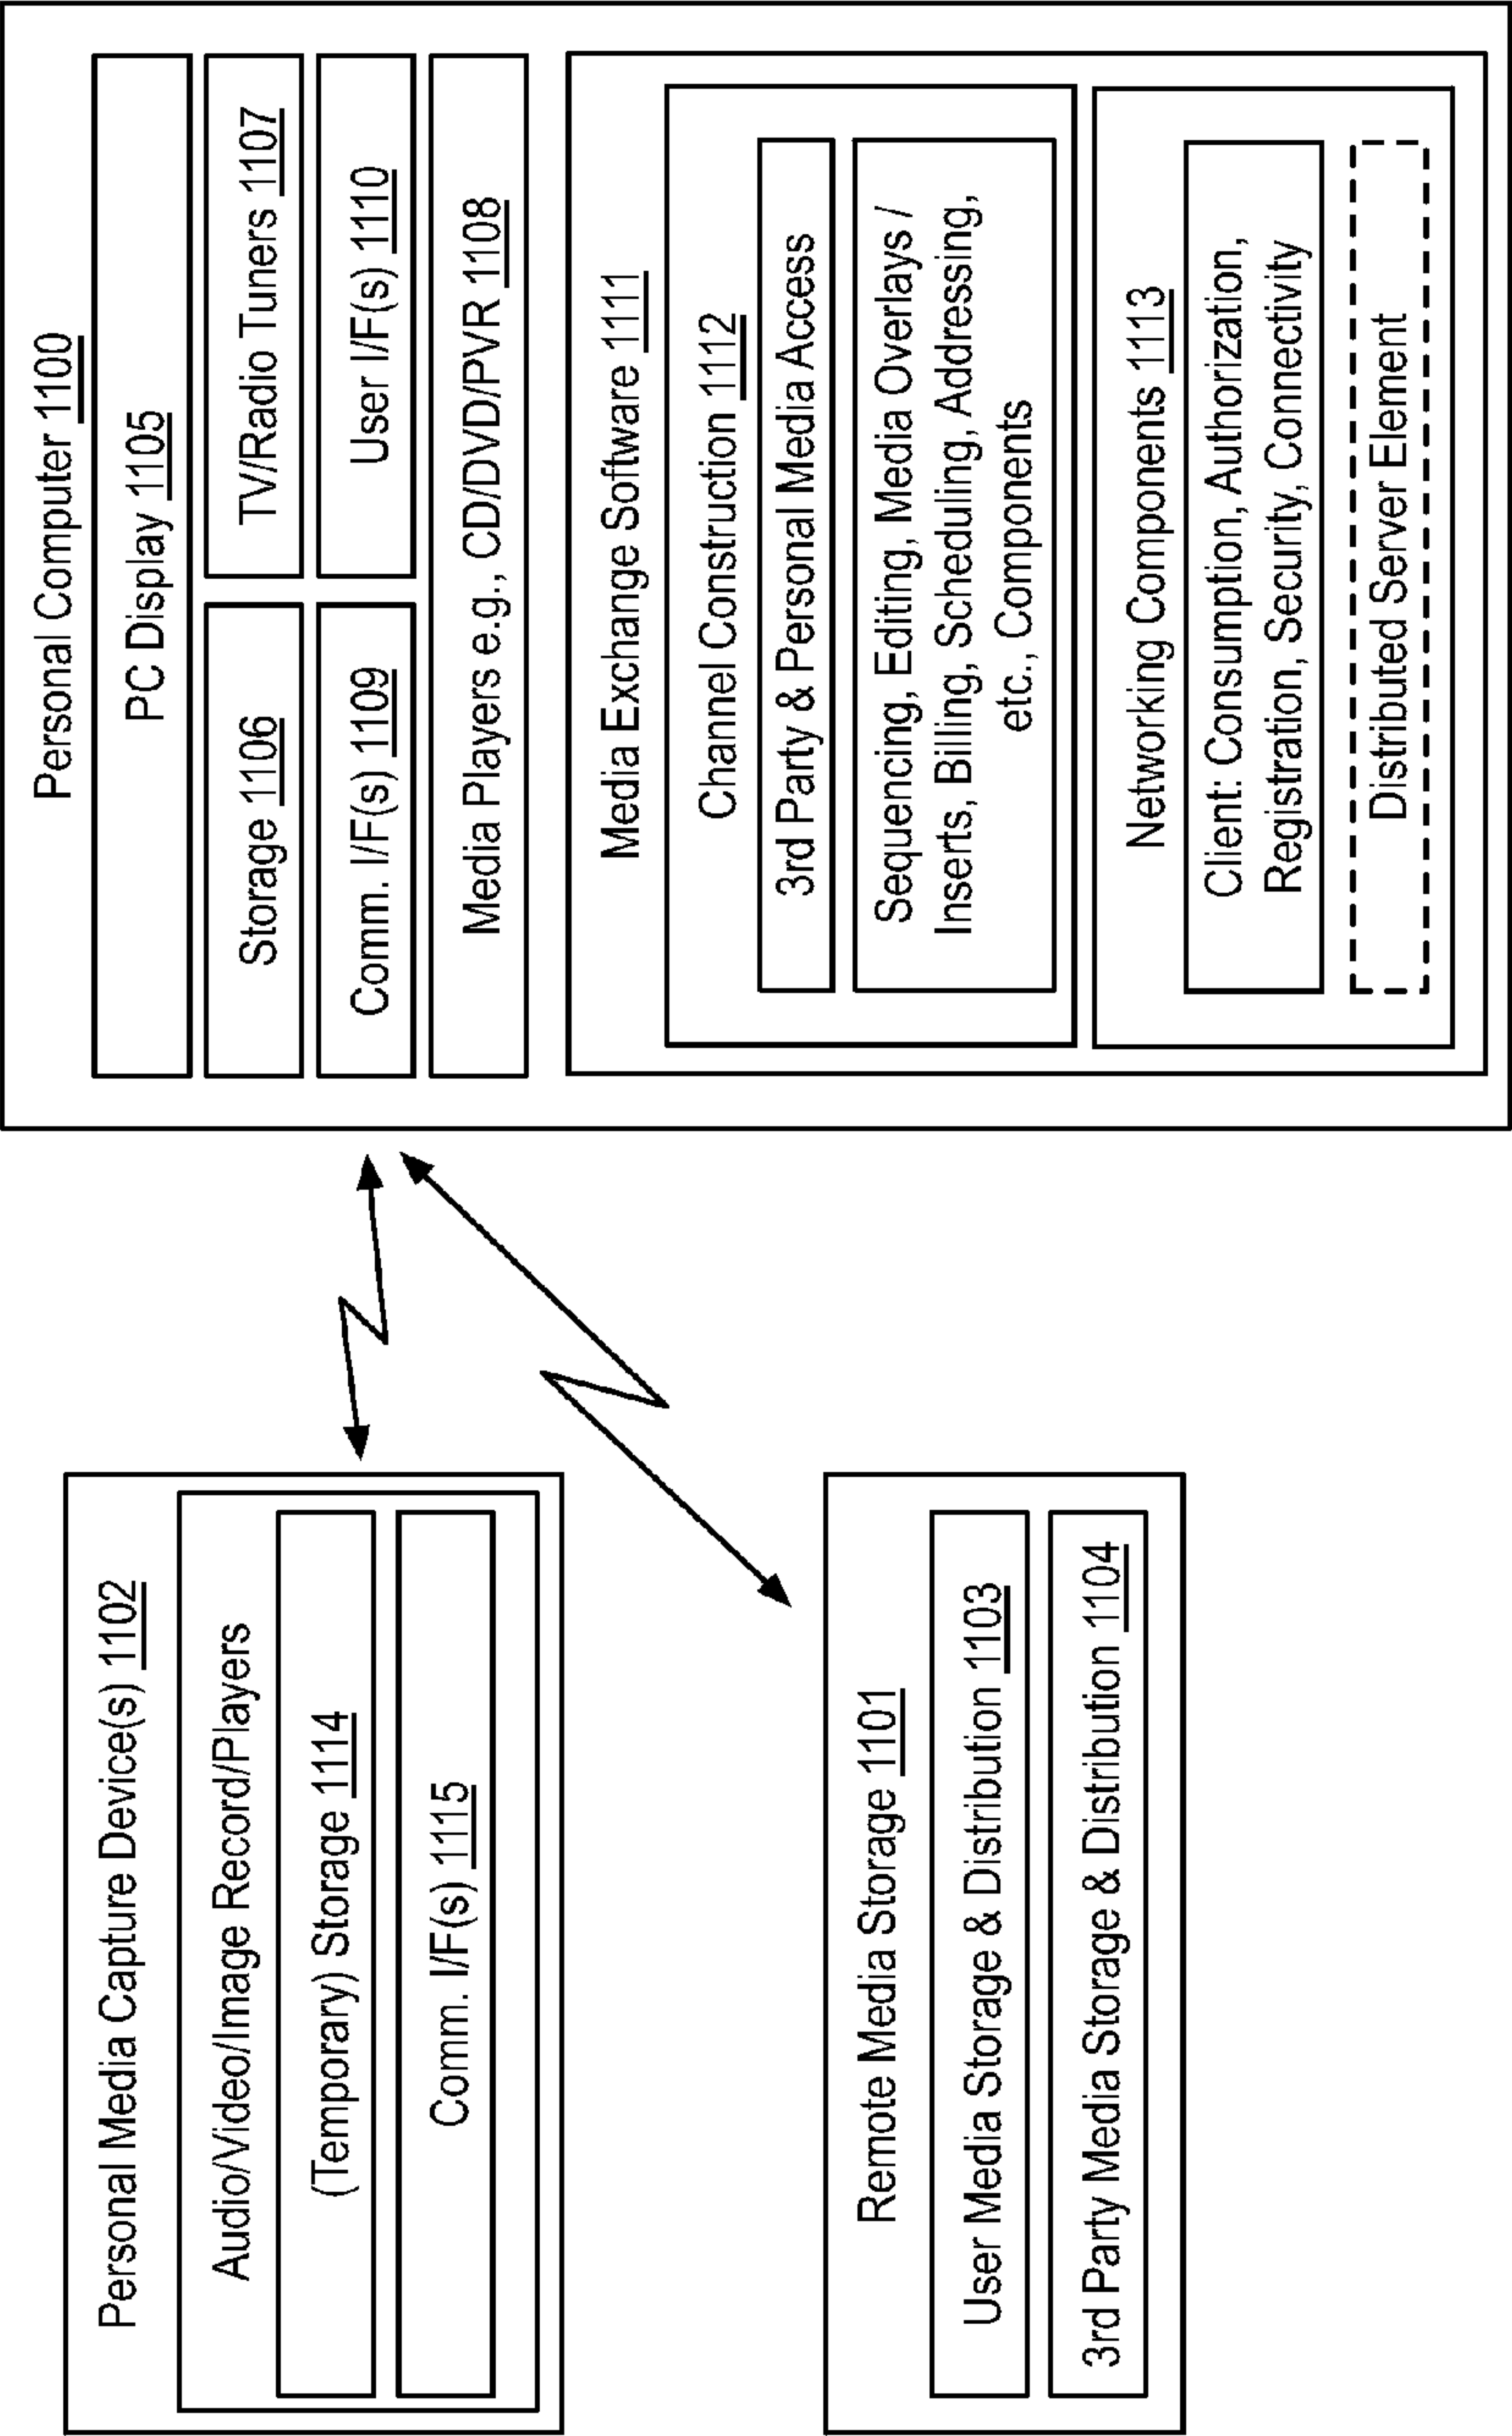 Personal Media Capture Device(s) 1102
Audio/Video/Image Record/Players
(Temporary) Storage 1114
Comm. I/F(s) 1115
Remote Media Storage 1101
User Media Storage & Distribution 1103
3rd Party Media Storage & Distribution 1104
Personal Computer 1100
PC Display 1105
Storage 1106
TV/Radio Tuners 1107
Comm. I/F(s) 1109
User I/F(s) 1110
Media Players e.g., CD/DVD/PVR 1108
Media Exchange Software 1111
Channel Construction 1112
3rd Party & Personal Media Access
Sequencing, Editing, Media Overlays /
Inserts, Billing, Scheduling, Addressing,
etc., Components
Networking Components 1113
Client: Consumption, Authorization,
Registration, Security, Connectivity
Distributed Server Element